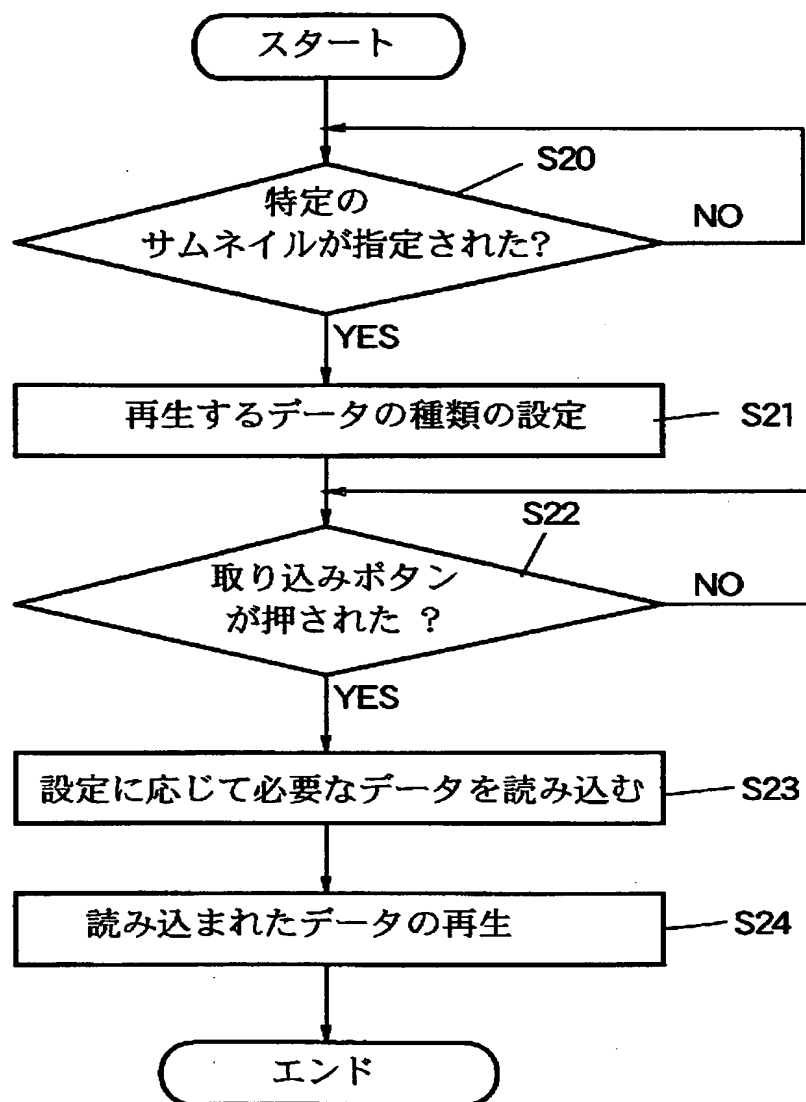 スタート
S20
特定の
サムネイルが指定された?
NO
YES
再生するデータの種類の設定
S21
S22
取り込みボタン
が押された ?
NO
YES
設定に応じて必要なデータを読み込む
S23
読み込まれたデータの再生
S24
エンド